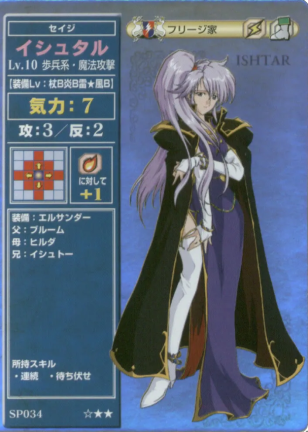 セイジ
イシュタル
Lv.10 歩兵系・魔法攻撃
【装備Lv：杖B炎B雷★風B】
気力：7
攻：3／反：2
に対して
+1
装備：エルサンダー
父：ブルーム
母：ヒルダ
兄：イシュトー
所持スキル
・連続 ・待ち伏せ
SP034 ☆★★
フリージ家
ISHTAR